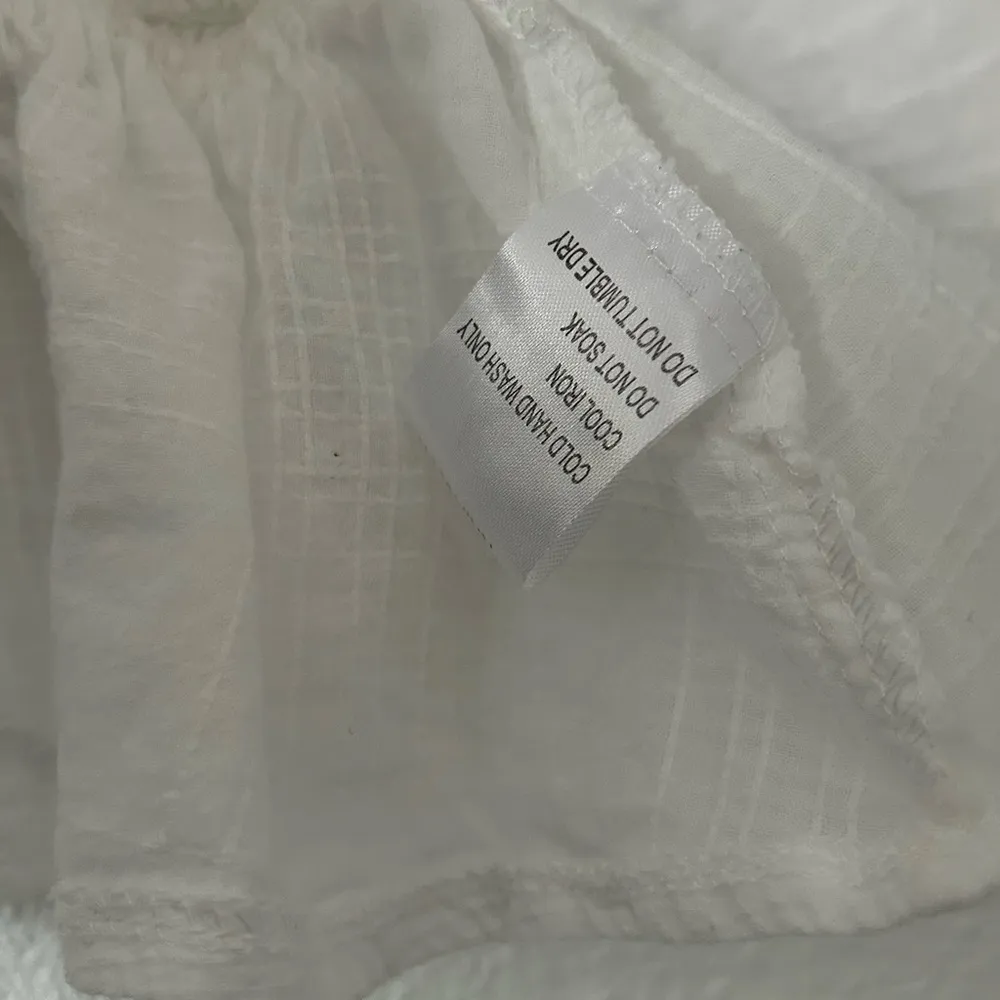 COLD HAND WASH ONLY
COOL IRON
DO NOT SOAK
DO NOT TUMBLE DRY